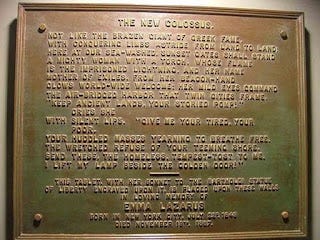 THE NEW COLOSSUS.
NOT LIKE THE BRAZEN GIANT OF GREEK FAME,
WITH CONQUERING LIMBS ASTRIDE FROM LAND TO LAND;
HERE AT OUR SEA-WASHED, SUNSET GATES SHALL STAND
A MIGHTY WOMAN WITH A TORCH, WHOSE FLAME
IS THE IMPRISONED LIGHTNING, AND HER NAME
MOTHER OF EXILES. FROM HER BEACON-HAND
GLOWS WORLD-WIDE WELCOME; HER MILD EYES COMMAND
THE AIR-BRIDGED HARBOR THAT TWIN CITIES FRAME.
"KEEP ANCIENT LANDS, YOUR STORIED POMP!"
CRIES SHE
WITH SILENT LIPS. "GIVE ME YOUR TIRED, YOUR
POOR,
YOUR HUDDLED MASSES YEARNING TO BREATHE FREE,
THE WRETCHED REFUSE OF YOUR TEEMING SHORE.
SEND THESE, THE HOMELESS, TEMPEST-TOST TO ME,
I LIFT MY LAMP BESIDE THE GOLDEN DOOR!"
THIS TABLET, WITH HER SONNET TO THE BARTHOLDI STATUE
OF LIBERTY ENGRAVED UPON IT, IS PLACED UPON THESE WALLS
IN LOVING MEMORY OF
EMMA LAZARUS
BORN IN NEW YORK CITY, JULY 22D, 1849
DIED NOVEMBER 19TH, 1887.